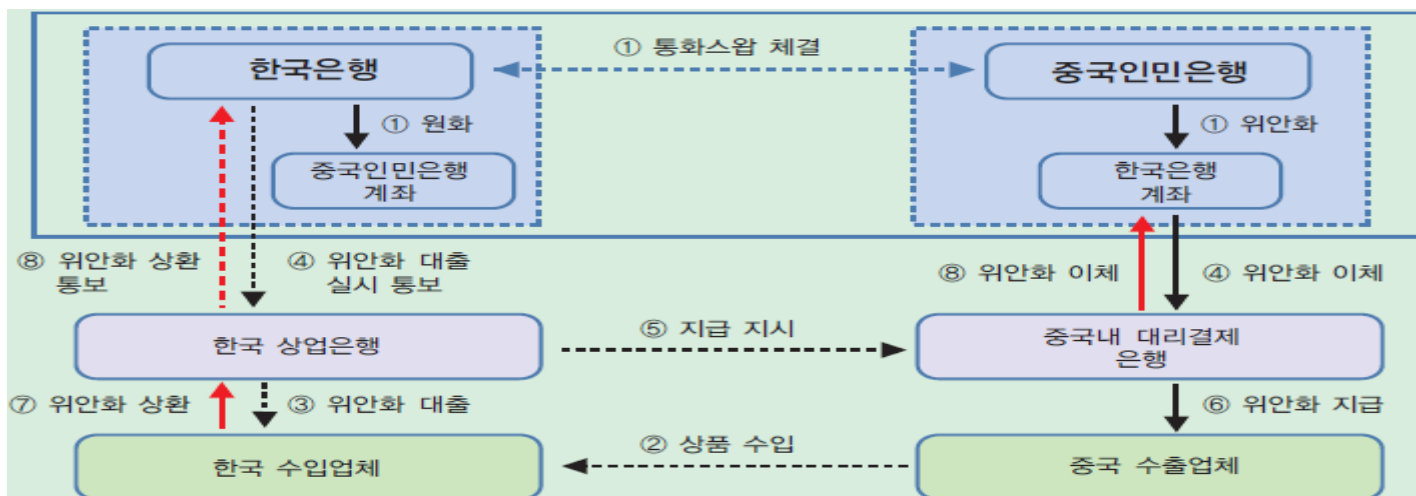 ① 통화스왑 체결
한국은행
중국인민은행
① 원화
① 위안화
중국인민은행
계좌
한국은행
계좌
⑧ 위안화 상환
통보
④ 위안화 대출
실시 통보
⑧ 위안화 이체
④ 위안화 이체
한국 상업은행
⑤ 지급 지시
중국내 대리결제
은행
⑦ 위안화 상환
③ 위안화 대출
⑥ 위안화 지급
한국 수입업체
② 상품 수입
중국 수출업체